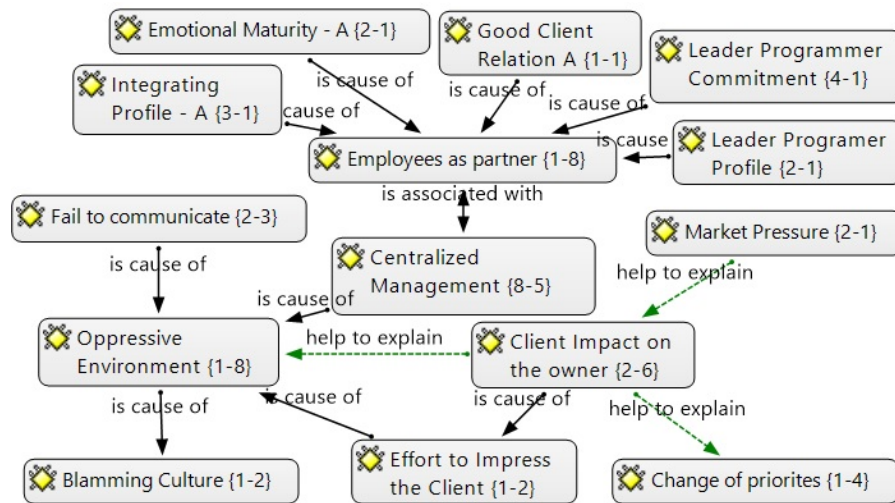 Emotional Maturity - A {2-1}
Good Client
Relation A {1-1}
Leader Programmer
Commitment {4-1}
Integrating
Profile - A {3-1}
is cause of
is cause of
is cause of
cause of
is cause
Employees as partner {1-8}
Leader Programer
Profile {2-1}
is associated with
Fail to communicate {2-3}
Market Pressure {2-1}
Centralized
Management {8-5}
is cause of
help to explain
is cause of
Oppressive
Environment {1-8}
help to explain
Client Impact on
the owner {2-6}
is cause of
is cause of
is cause of
help to explain
Blamming Culture {1-2}
Effort to Impress
the Client {1-2}
Change of priorites {1-4}